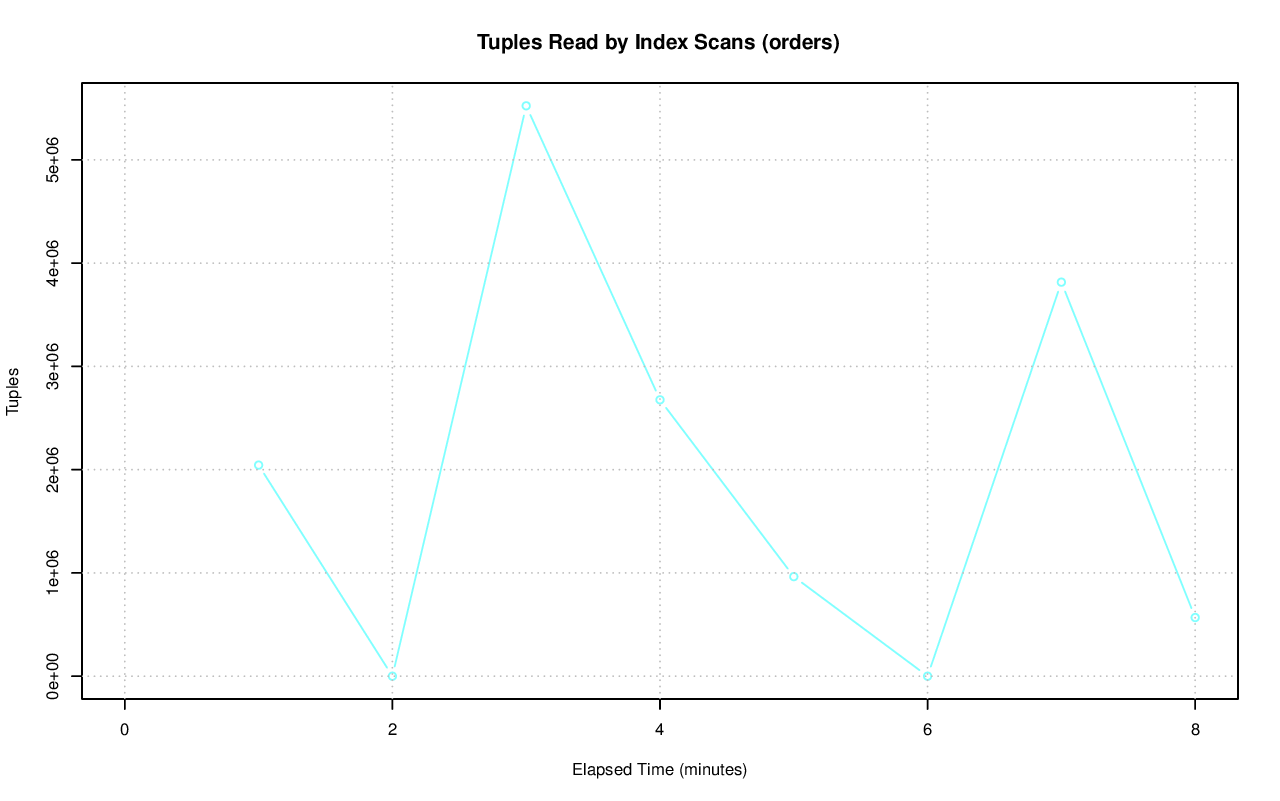 Tuples Read by Index Scans (orders)
Tuples
5e+06
4e+06
3e+06
2e+06
1e+06
0e+00
0 2 4 6 8
Elapsed Time (minutes)